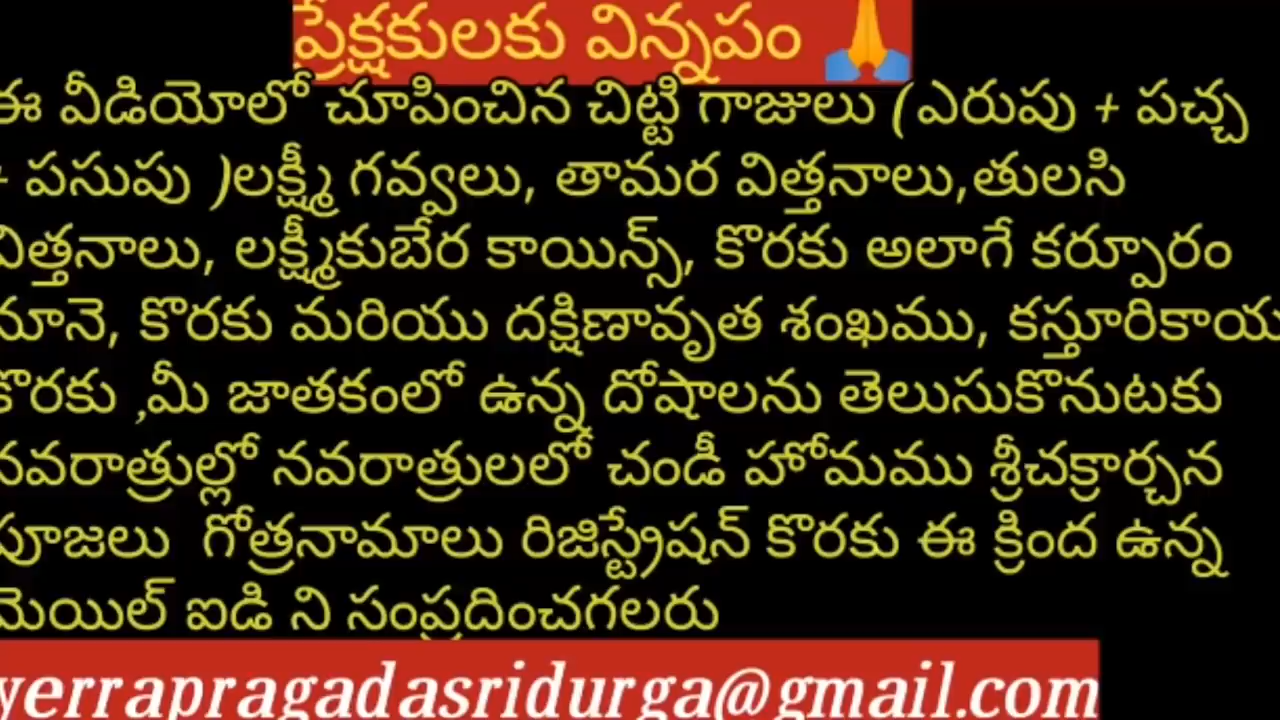 ప్రేక్షకులకు విన్నపం 🙏
ఈ వీడియోలో చూపించిన చిట్టి గాజులు (ఎరుపు + పచ్చ
+ పసుపు )లక్ష్మీ గవ్వలు, తామర విత్తనాలు,తులసి
విత్తనాలు, లక్ష్మీకుబేర కాయిన్స్, కొరకు అలాగే కర్పూరం
నూనె, కొరకు మరియు దక్షిణావృత శంఖము, కస్తూరికాయ
కొరకు ,మీ జాతకంలో ఉన్న దోషాలను తెలుసుకొనుటకు
నవరాత్రుల్లో నవరాత్రులలో చండీ హోమము శ్రీచక్రార్చన
పూజలు గోత్రనామాలు రిజిస్ట్రేషన్ కొరకు ఈ క్రింద ఉన్న
మెయిల్ ఐడి ని సంప్రదించగలరు
yerrapragadasridurga@gmail.com